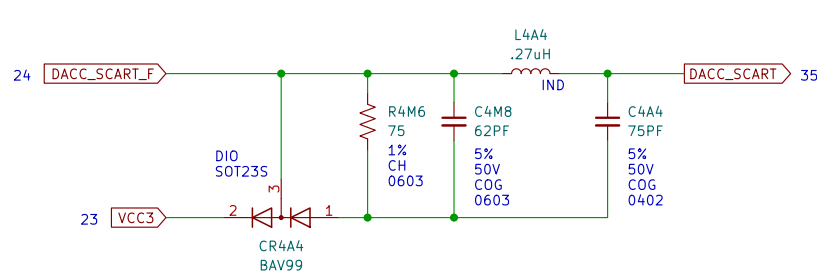 L4A4
.27uH
IND
24
DACC_SCART_F
DACC_SCART
35
R4M6
75
1%
CH
0603
C4M8
62PF
5%
50V
COG
0603
C4A4
75PF
5%
50V
COG
0402
DIO
SOT23S
3
23
VCC3
2
1
CR4A4
BAV99